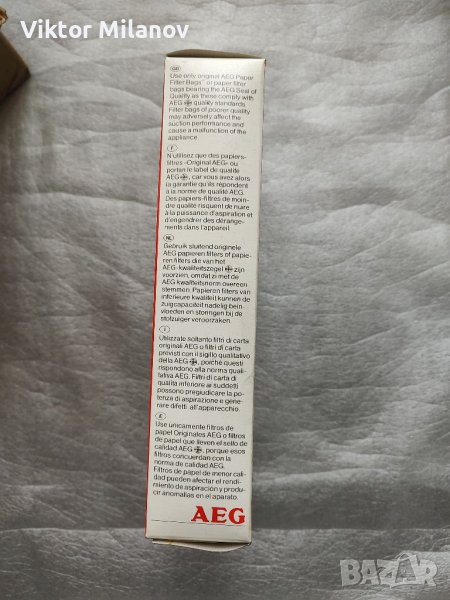 Viktor Milanov
GB
Use only original AEG Paper
Filter Bags or paper filter
bags bearing the AEG Seal of
Quality as these comply with
AEG quality standards
Filter bags of poorer quality
may adversely affect the
suction performance and
cause a malfunction of the
appliance.
F
N'utilisez que des papiers-
filtres «Original AEG» ou
portan le label de qualité
AEG, car vous avez alors
la garantie qu'ils répondent
à la norme de qualité AEG.
Des papiers-filtres de moin-
dre qualité risquent de nuire
à la puissance d'aspiration et
d'engendrer des dérange-
ments dans l'appareil.
NL
Gebruik sluitend originele
AEG papieren filters of papie-
ren filters die van het
AEG-kwaliteitszegel zijn
voorzien, omdat zij met de
AEG kwaliteitsnorm overeen
stemmen. Papieren filters van
inferieure kwaliteit kunnen de
zuigcapaciteit nadelig bein-
vloeden en storingen bij de
stofzuiger veroorzaken.
I
Utilizzate soltanto filtri di carta
originali AEG o filtri di carta
previsti con il sigillo qualitativo
della AEG, perché questi
rispondono alla norma quali-
tativa AEG. Filtri di carta di
qualità inferiore ai suddetti
possono pregiudicare la po-
tenza di aspirazione e gene-
rare difetti all'apparecchio.
E
Use unicamente filtros de
papel Originales AEG o filtros
de papel que lleven el sello de
calidad AEG, porque esos
filtros concuerdan con la
norma de calidad AEG.
Filtros de papel de menor cali-
dad pueden afectar el rendi-
miento de aspiración y produ-
cir anomalías en el aparato.
AEG
BAZAR